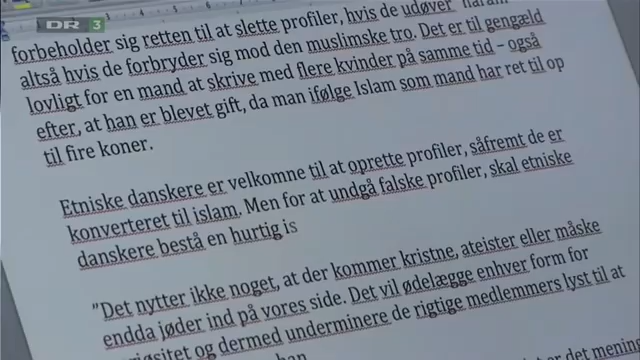 DR 3
forbeholder sig retten til at slette profiler, hvis de udøver "haram
altså hvis de forbryder sig mod den muslimske tro. Det er til gengæld
lovligt for en mand at skrive med flere kvinder på samme tid – også
efter, at han er blevet gift, da man ifølge Islam som mand har ret til op
til fire koner.
Etniske danskere er velkomne til at oprette profiler, såfremt de er
konverteret til islam. Men for at undgå falske profiler, skal etniske
danskere bestå en hurtig is
"Det nytter ikke noget, at der kommer kristne, ateister eller måske
endda jøder ind på vores side. Det vil ødelægge enhver form for
og dermed underminere de rigtige medlemmers lyst til at
det mening